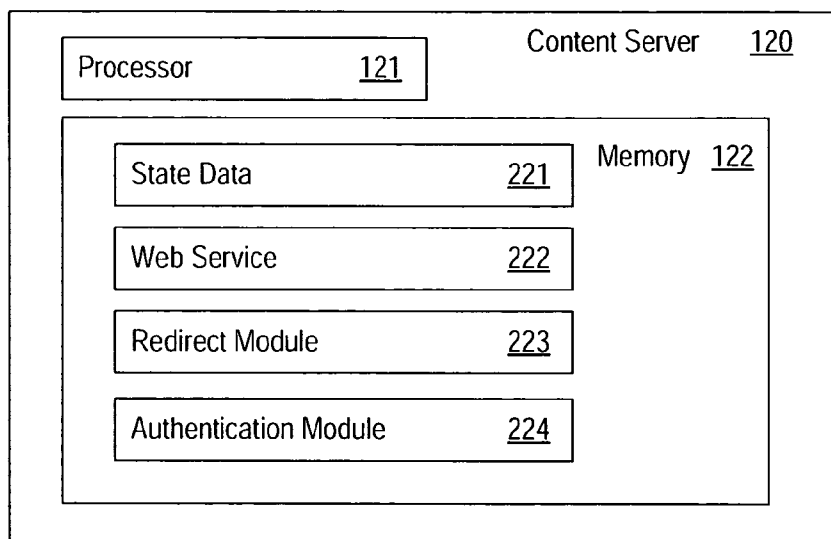 Content Server 120
Processor 121
Memory 122
State Data 221
Web Service 222
Redirect Module 223
Authentication Module 224